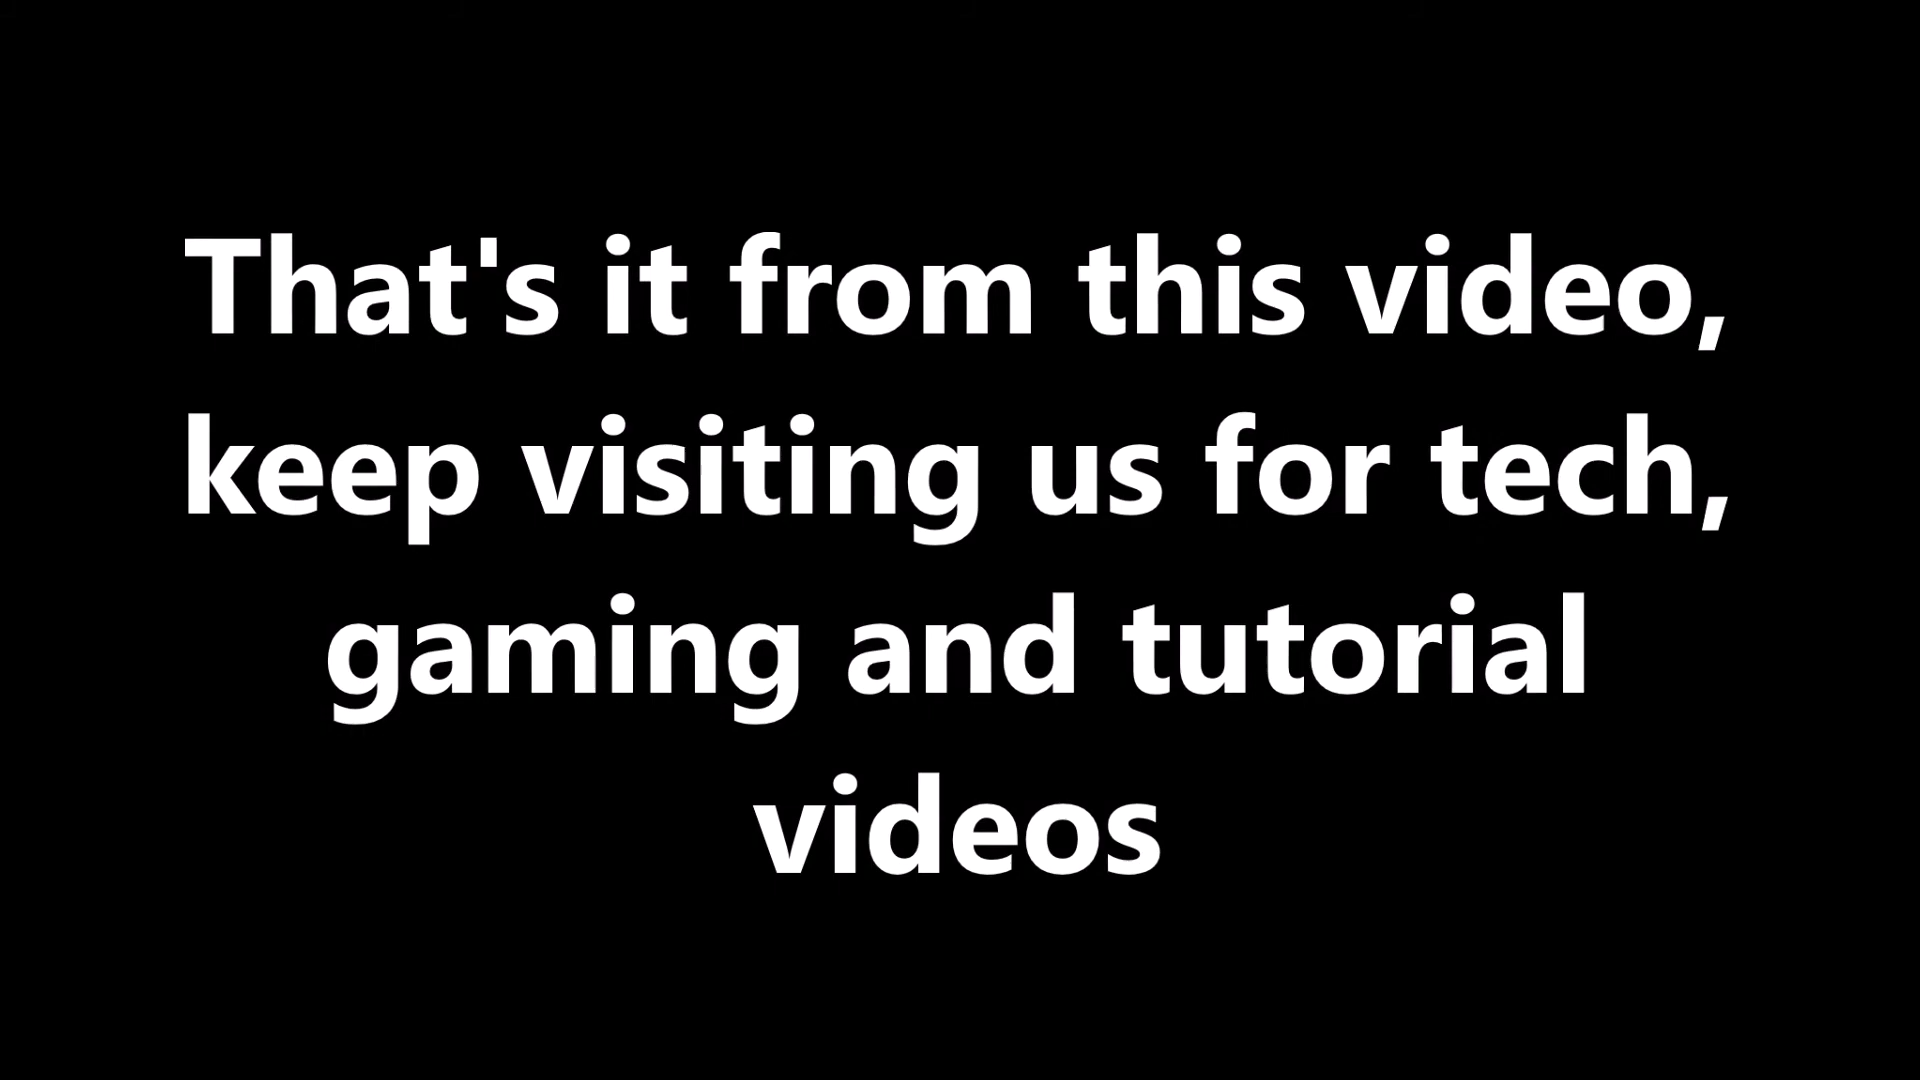 That's it from this video,
keep visiting us for tech,
gaming and tutorial
videos